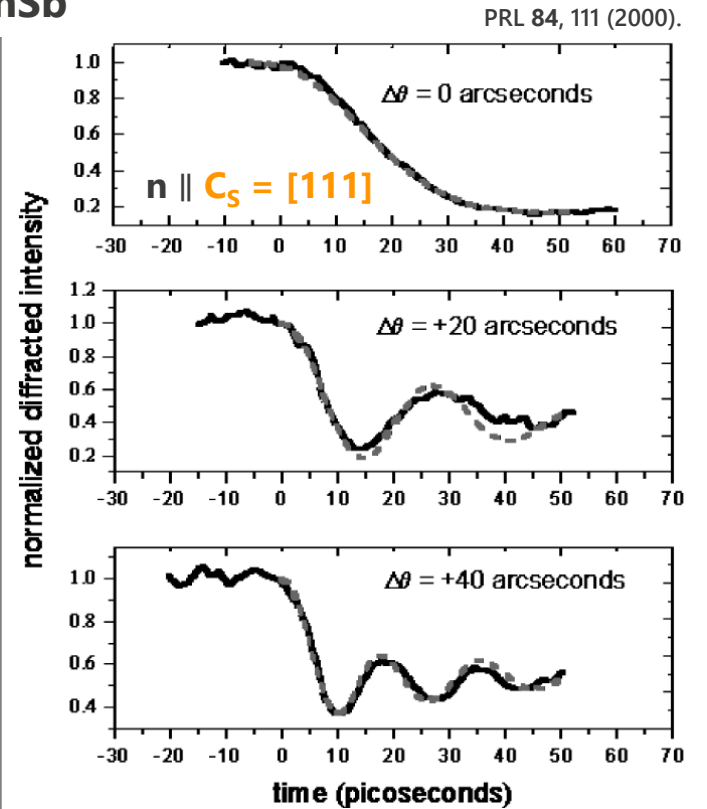 nSb
PRL 84, 111 (2000).
normalized diffracted intensity
1.0
0.8
0.6
0.4
0.2
Δθ = 0 arcseconds
n ∥ Cₛ = [111]
-30 -20 -10 0 10 20 30 40 50 60 70
1.2
1.0
0.8
0.6
0.4
0.2
Δθ = +20 arcseconds
-30 -20 -10 0 10 20 30 40 50 60 70
1.0
0.8
0.6
0.4
Δθ = +40 arcseconds
-30 -20 -10 0 10 20 30 40 50 60 70
time (picoseconds)